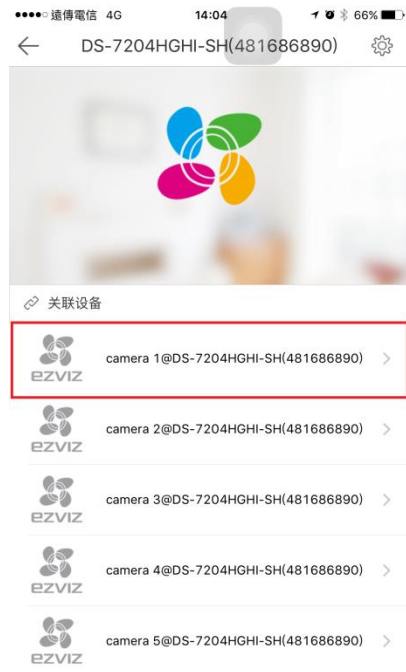 遠傳電信 4G 14:04 66%
DS-7204HGHI-SH(481686890)
关联设备
ezviz camera 1@DS-7204HGHI-SH(481686890)
ezviz camera 2@DS-7204HGHI-SH(481686890)
ezviz camera 3@DS-7204HGHI-SH(481686890)
ezviz camera 4@DS-7204HGHI-SH(481686890)
ezviz camera 5@DS-7204HGHI-SH(481686890)